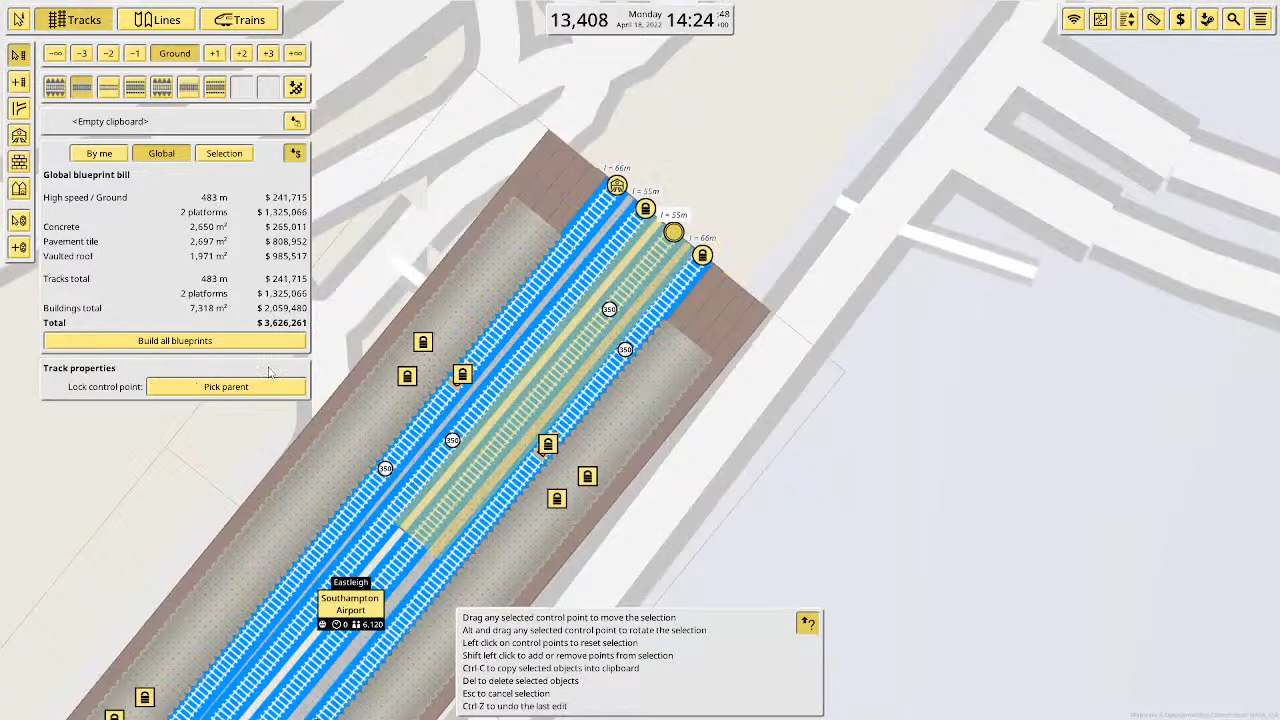 Tracks
Lines
Trains
13,408
Monday
April 18, 2022
14:24
:48
×00
-∞
-3
-2
-1
Ground
+1
+2
+3
+∞
<Empty clipboard>
By me
Global
Selection
Global blueprint bill
High speed / Ground 483 m $ 241,715
2 platforms $ 1,325,066
Concrete 2,650 m² $ 265,011
Pavement tile 2,697 m² $ 808,952
Vaulted roof 1,971 m² $ 985,517
Tracks total 483 m $ 241,715
2 platforms $ 1,325,066
Buildings total 7,318 m² $ 2,059,480
Total $ 3,626,261
Build all blueprints
Track properties
Lock control point: Pick parent
l = 66m
l = 55m
l = 55m
l = 66m
350
350
350
350
Eastleigh
Southampton
Airport
0 6,120
Drag any selected control point to move the selection
Alt and drag any selected control point to rotate the selection
Left click on control points to reset selection
Shift left click to add or remove points from selection
Ctrl-C to copy selected objects into clipboard
Del to delete selected objects
Esc to cancel selection
Ctrl-Z to undo the last edit